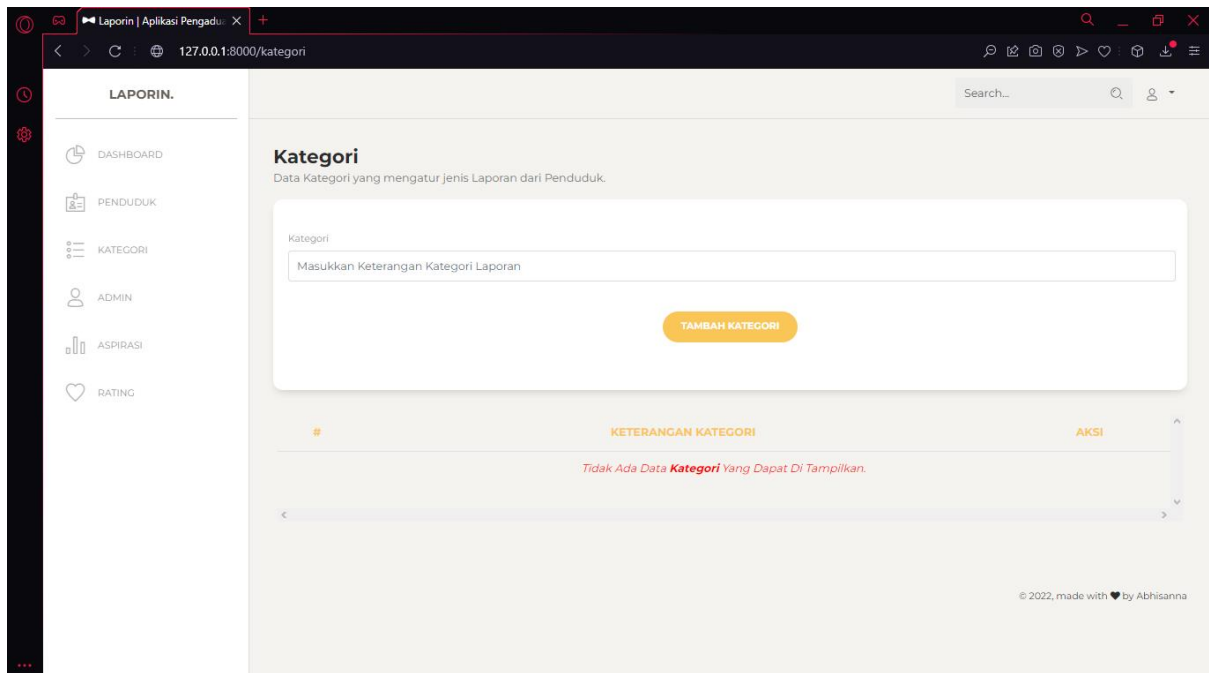 Laporin | Aplikasi Pengadua
127.0.0.1:8000/kategori
LAPORIN.
Search...
DASHBOARD
PENDUDUK
KATEGORI
ADMIN
ASPIRASI
RATING
Kategori
Data Kategori yang mengatur jenis Laporan dari Penduduk.
Kategori
Masukkan Keterangan Kategori Laporan
TAMBAH KATEGORI
# KETERANGAN KATEGORI AKSI
Tidak Ada Data Kategori Yang Dapat Di Tampilkan.
© 2022, made with ♥ by Abhisanna